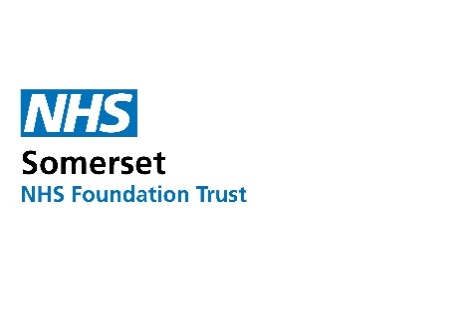 NHS
Somerset
NHS Foundation Trust